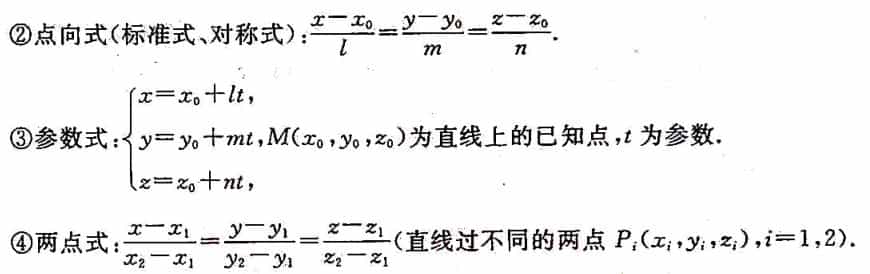 ②点向式(标准式、对称式):$\frac{x-x_0}{l}=\frac{y-y_0}{m}=\frac{z-z_0}{n}$.
③参数式:$\begin{cases}x=x_0+lt,\\y=y_0+mt,\\z=z_0+nt,\end{cases}$ $M(x_0,y_0,z_0)$为直线上的已知点,$t$ 为参数.
④两点式:$\frac{x-x_1}{x_2-x_1}=\frac{y-y_1}{y_2-y_1}=\frac{z-z_1}{z_2-z_1}$(直线过不同的两点 $P_i(x_i,y_i,z_i),i=1,2$).